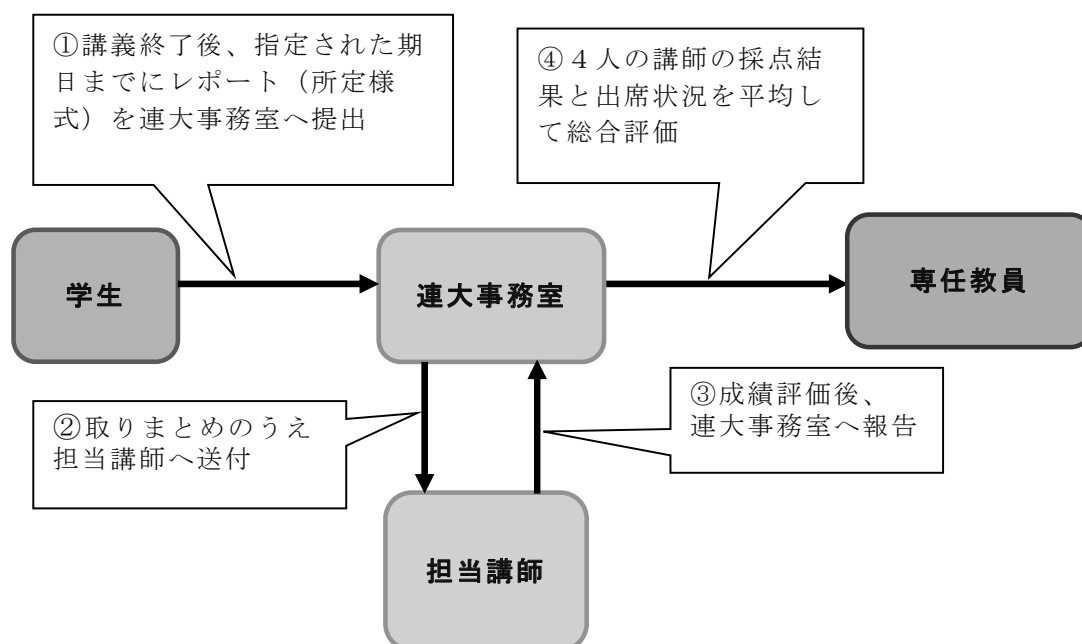 ①講義終了後、指定された期
日までにレポート（所定様
式）を連大事務室へ提出
④４人の講師の採点結
果と出席状況を平均し
て総合評価
学生
連大事務室
専任教員
②取りまとめのうえ
担当講師へ送付
③成績評価後、
連大事務室へ報告
担当講師